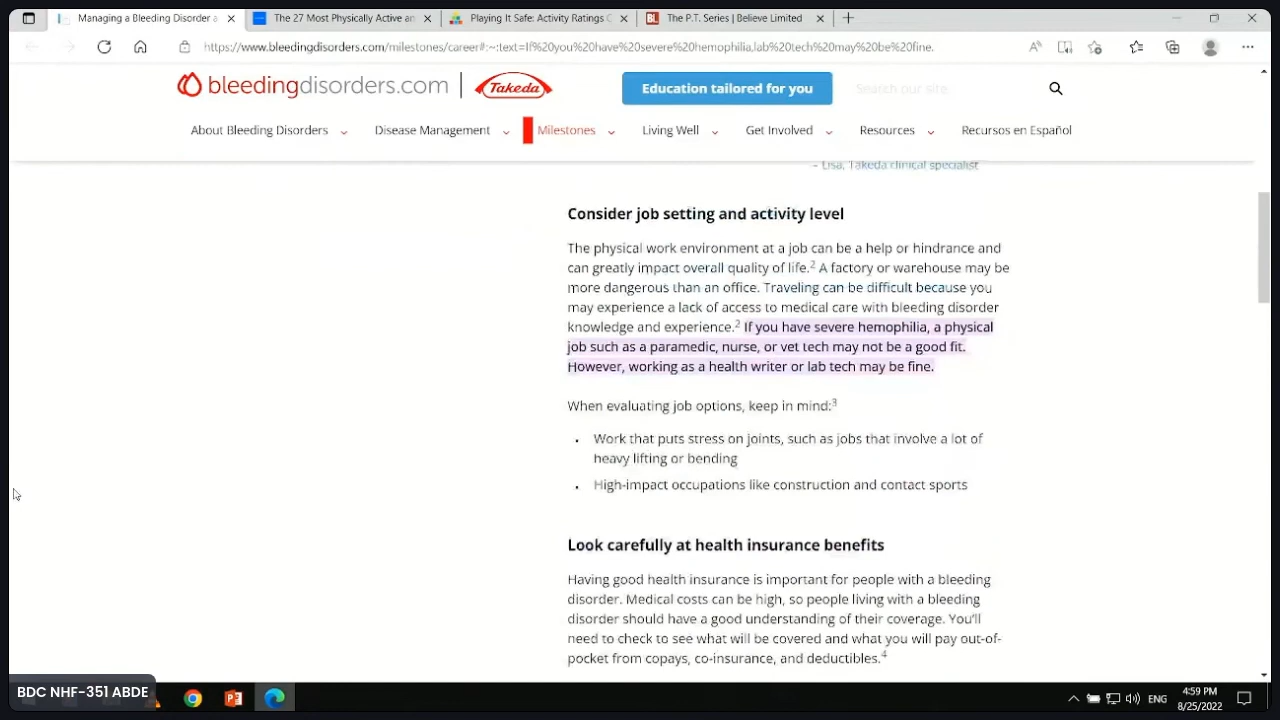 Managing a Bleeding Disorder a
The 27 Most Physically Active an
Playing It Safe: Activity Ratings C
BL
The P.T. Series | Believe Limited
https://www.bleedingdisorders.com/milestones/career#:~:text=If%20you%20have%20severe%20hemophilia,lab%20tech%20may%20be%20fine.
bleedingdisorders.com
Takeda
Education tailored for you
Search our site
About Bleeding Disorders
Disease Management
Milestones
Living Well
Get Involved
Resources
Recursos en Español
- Lisa, Takeda clinical specialist
Consider job setting and activity level
The physical work environment at a job can be a help or hindrance and
can greatly impact overall quality of life.2 A factory or warehouse may be
more dangerous than an office. Traveling can be difficult because you
may experience a lack of access to medical care with bleeding disorder
knowledge and experience.2 If you have severe hemophilia, a physical
job such as a paramedic, nurse, or vet tech may not be a good fit.
However, working as a health writer or lab tech may be fine.
When evaluating job options, keep in mind:3
• Work that puts stress on joints, such as jobs that involve a lot of
heavy lifting or bending
• High-impact occupations like construction and contact sports
Look carefully at health insurance benefits
Having good health insurance is important for people with a bleeding
disorder. Medical costs can be high, so people living with a bleeding
disorder should have a good understanding of their coverage. You'll
need to check to see what will be covered and what you will pay out-of-
pocket from copays, co-insurance, and deductibles.4
BDC NHF-351 ABDE
ENG
4:59 PM
8/25/2022